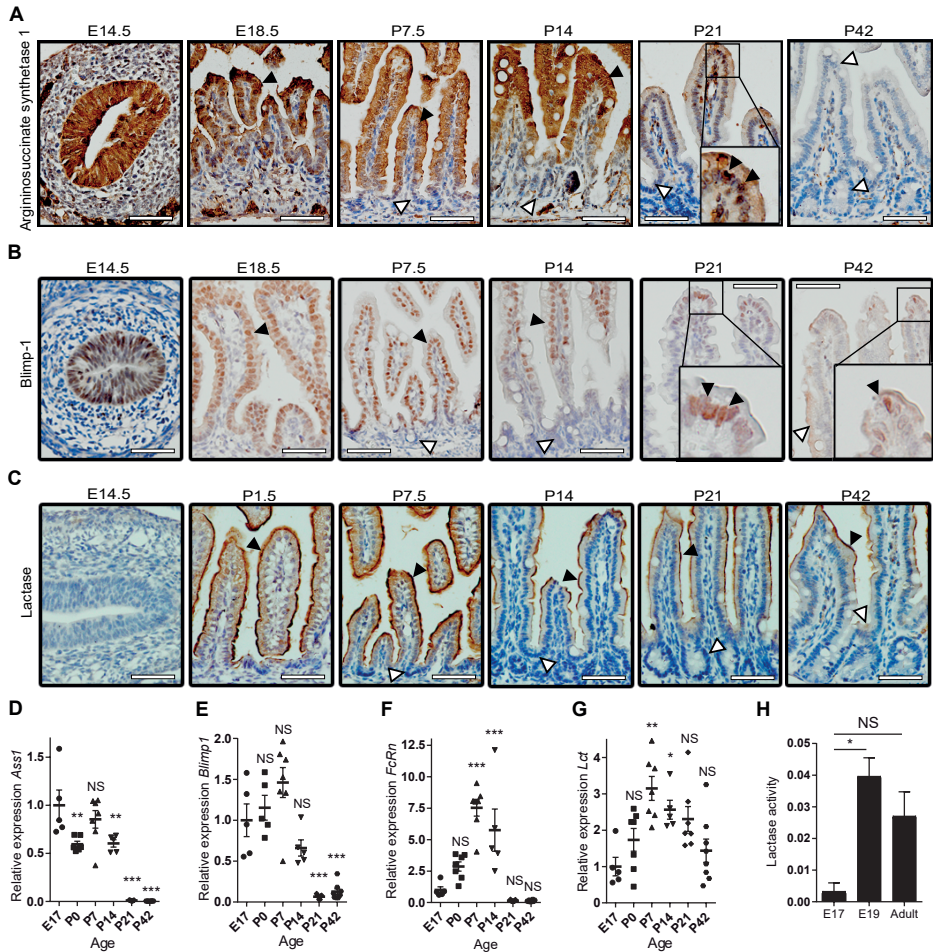 A
E14.5 E18.5 P7.5 P14 P21 P42
Argininosuccinate synthetase 1
B
E14.5 E18.5 P7.5 P14 P21 P42
Blimp-1
C
E14.5 P1.5 P7.5 P14 P21 P42
Lactase
D
Relative expression Ass1
1.5
1.0
0.5
0.0
** NS ** *** ***
E17 P0 P7 P14 P21 P42
Age
E
Relative expression Blimp1
2.0
1.5
1.0
0.5
0.0
NS NS NS *** ***
E17 P0 P7 P14 P21 P42
Age
F
Relative expression FcRn
12.5
10.0
7.5
5.0
2.5
0.0
NS *** *** NS NS
E17 P0 P7 P14 P21 P42
Age
G
Relative expression Lct
5
4
3
2
1
0
NS ** * NS NS
E17 P0 P7 P14 P21 P42
Age
H
Lactase activity
0.05
0.04
0.03
0.02
0.01
0.00
NS
*
E17 E19 Adult
Age